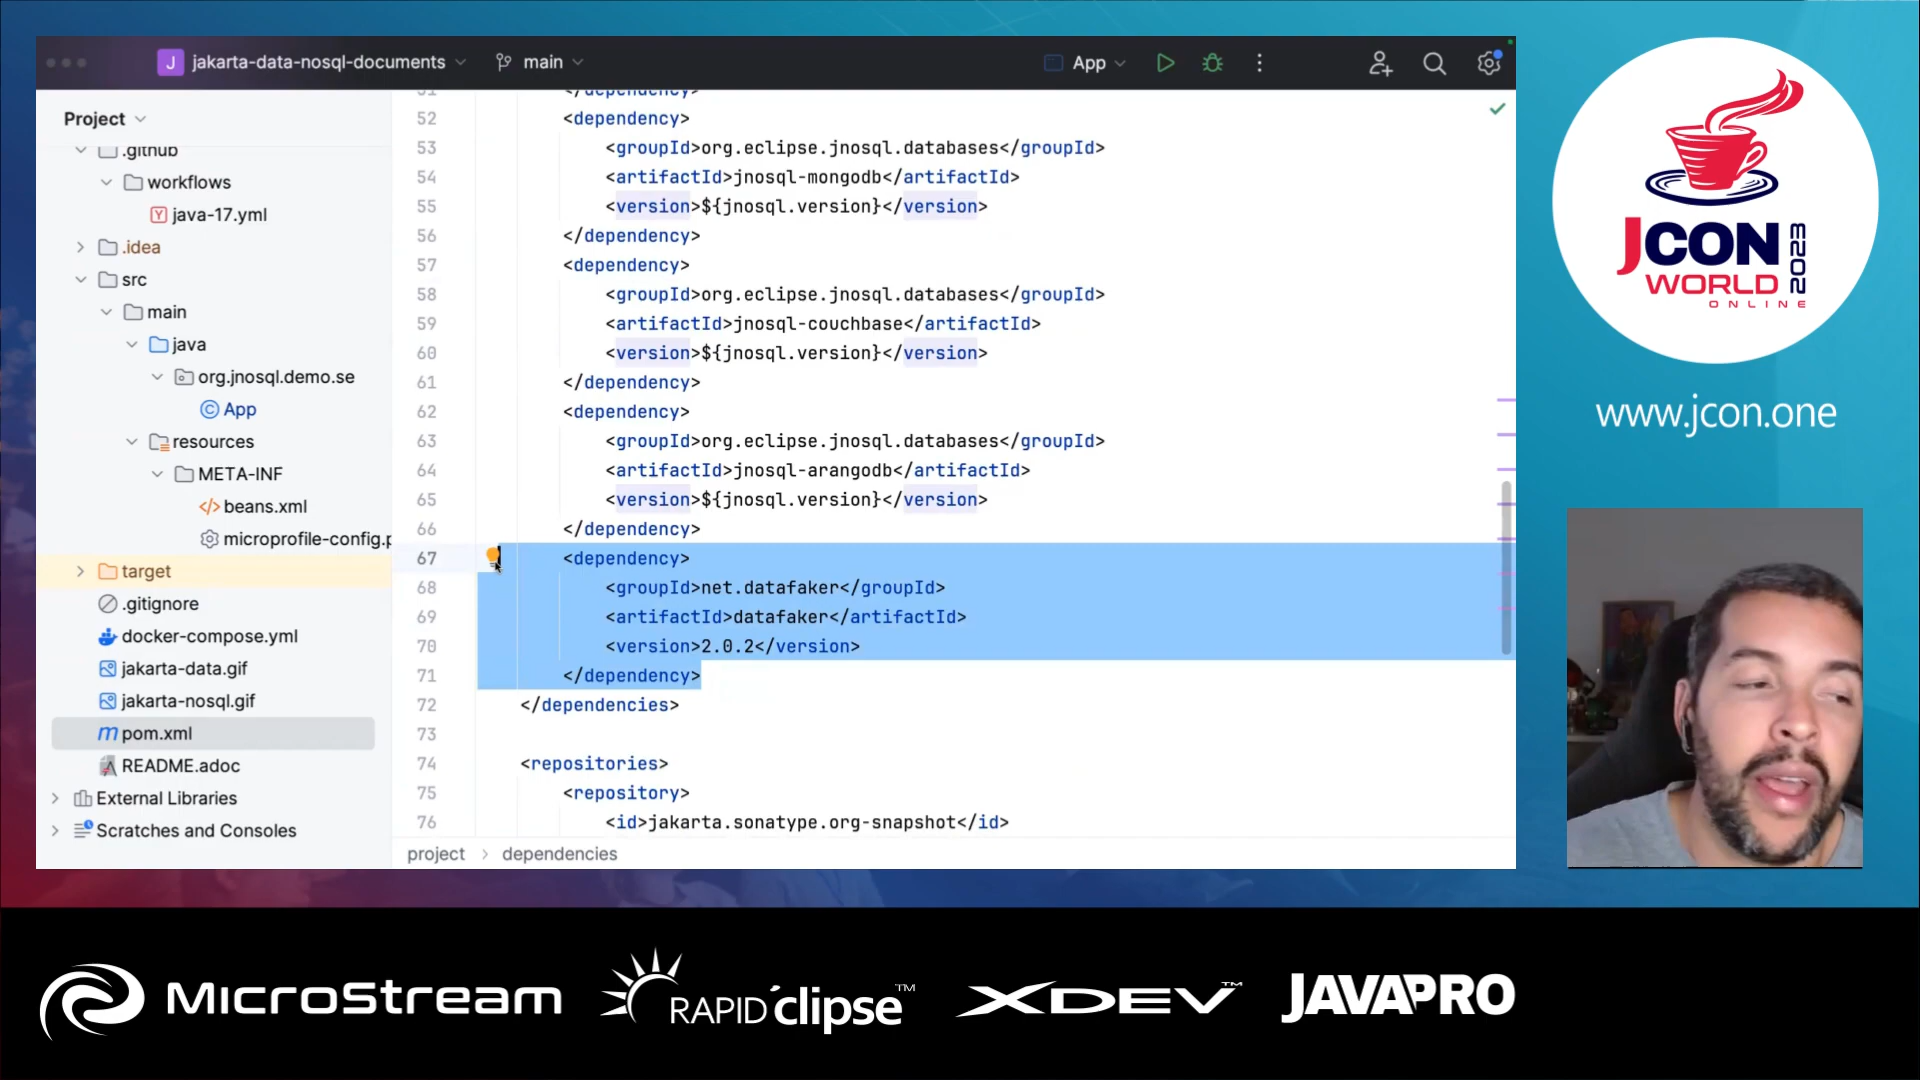 J jakarta-data-nosql-documents main App
Project
.github
workflows
Y java-17.yml
.idea
src
main
java
org.jnosql.demo.se
C App
resources
META-INF
</> beans.xml
microprofile-config.p
target
.gitignore
docker-compose.yml
jakarta-data.gif
jakarta-nosql.gif
m pom.xml
README.adoc
External Libraries
Scratches and Consoles
51 </dependency>
52 <dependency>
53 <groupId>org.eclipse.jnosql.databases</groupId>
54 <artifactId>jnosql-mongodb</artifactId>
55 <version>${jnosql.version}</version>
56 </dependency>
57 <dependency>
58 <groupId>org.eclipse.jnosql.databases</groupId>
59 <artifactId>jnosql-couchbase</artifactId>
60 <version>${jnosql.version}</version>
61 </dependency>
62 <dependency>
63 <groupId>org.eclipse.jnosql.databases</groupId>
64 <artifactId>jnosql-arangodb</artifactId>
65 <version>${jnosql.version}</version>
66 </dependency>
67 <dependency>
68 <groupId>net.datafaker</groupId>
69 <artifactId>datafaker</artifactId>
70 <version>2.0.2</version>
71 </dependency>
72 </dependencies>
73
74 <repositories>
75 <repository>
76 <id>jakarta.sonatype.org-snapshot</id>
project > dependencies
JCON
WORLD
ONLINE
2023
www.jcon.one
MicroStream
RAPID'clipse™
XDEV™
JAVAPRO